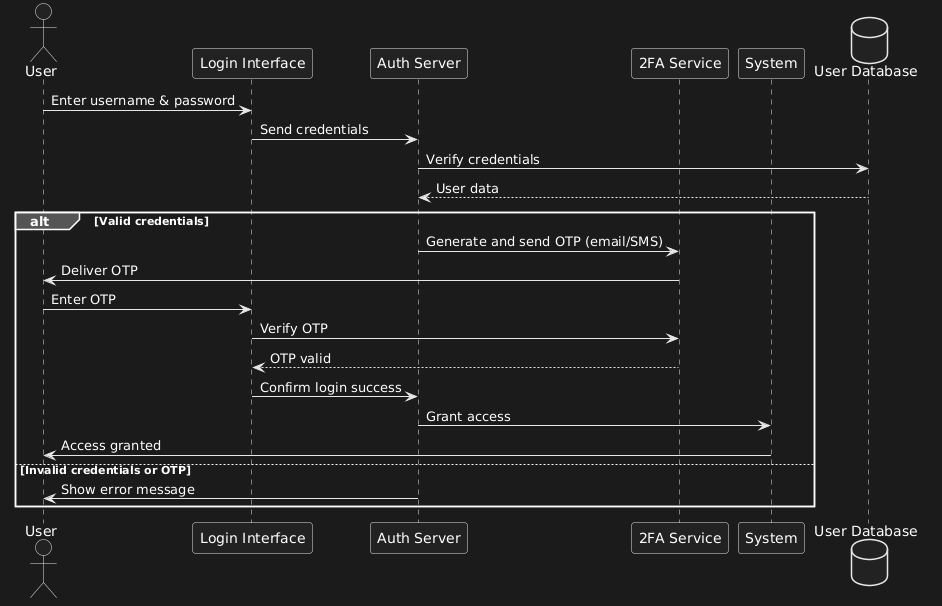 User
Login Interface
Auth Server
2FA Service
System
User Database
Enter username & password
Send credentials
Verify credentials
User data
alt
[Valid credentials]
Generate and send OTP (email/SMS)
Deliver OTP
Enter OTP
Verify OTP
OTP valid
Confirm login success
Grant access
Access granted
[Invalid credentials or OTP]
Show error message
User
Login Interface
Auth Server
2FA Service
System
User Database